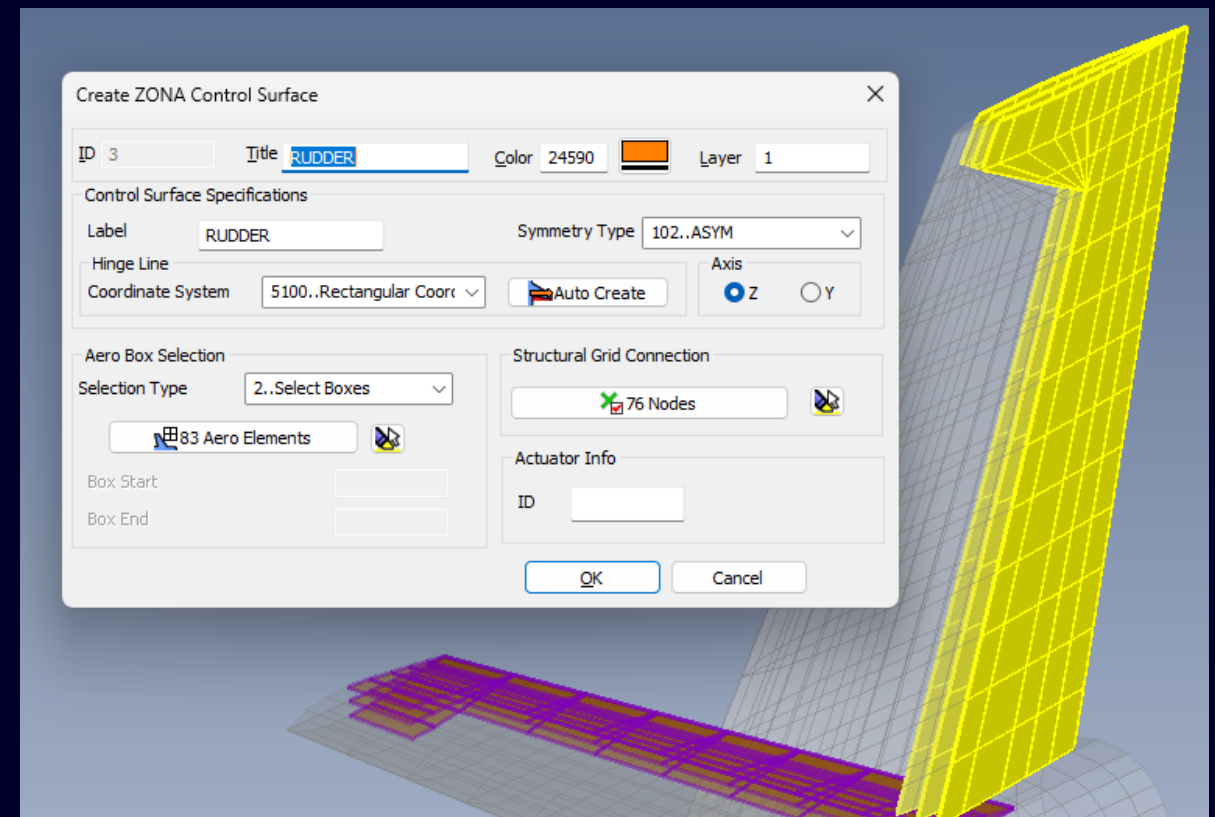 Create ZONA Control Surface
ID 3 Title RUDDER Color 24590 Layer 1
Control Surface Specifications
Label RUDDER Symmetry Type 102..ASYM
Hinge Line
Coordinate System 5100..Rectangular Coord Auto Create
Axis
Z Y
Aero Box Selection
Selection Type 2..Select Boxes
83 Aero Elements
Box Start
Box End
Structural Grid Connection
76 Nodes
Actuator Info
ID
OK Cancel